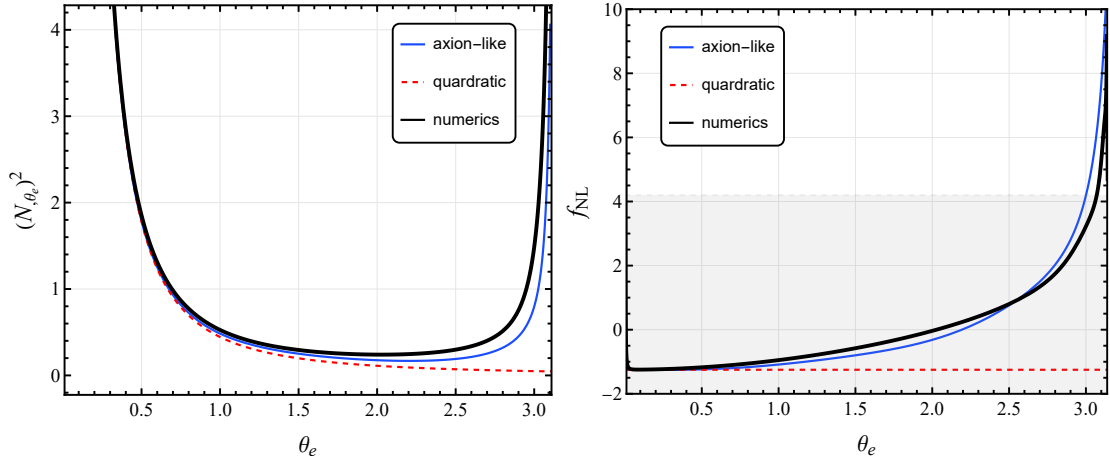 (N,θₑ)²
4
3
2
1
0
0.5 1.0 1.5 2.0 2.5 3.0
θₑ
axion-like
quardratic
numerics
f_NL
10
8
6
4
2
0
−2
0.5 1.0 1.5 2.0 2.5 3.0
θₑ
axion-like
quardratic
numerics